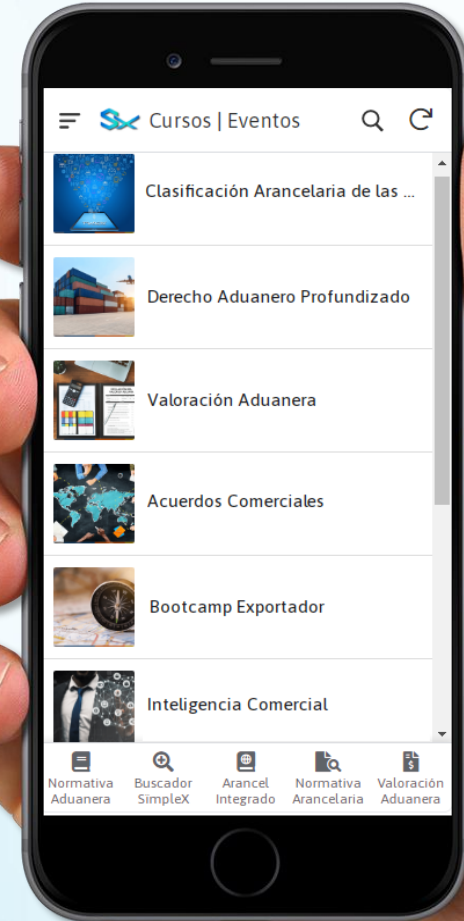 Cursos | Eventos
Clasificación Arancelaria de las ...
Derecho Aduanero Profundizado
Valoración Aduanera
Acuerdos Comerciales
Bootcamp Exportador
Inteligencia Comercial
Normativa Aduanera
Buscador SimpleX
Arancel Integrado
Normativa Arancelaria
Valoración Aduanera